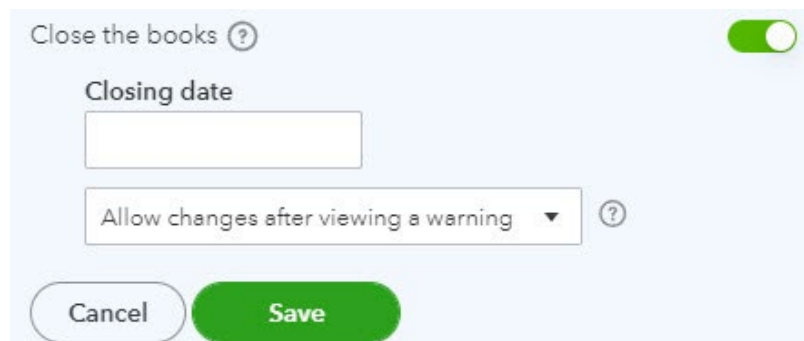 Close the books ?
Closing date
Allow changes after viewing a warning ?
Cancel Save